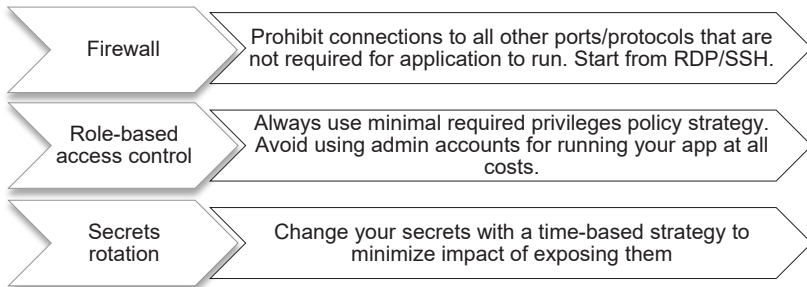 Firewall
Prohibit connections to all other ports/protocols that are
not required for application to run. Start from RDP/SSH.
Role-based
access control
Always use minimal required privileges policy strategy.
Avoid using admin accounts for running your app at all
costs.
Secrets
rotation
Change your secrets with a time-based strategy to
minimize impact of exposing them